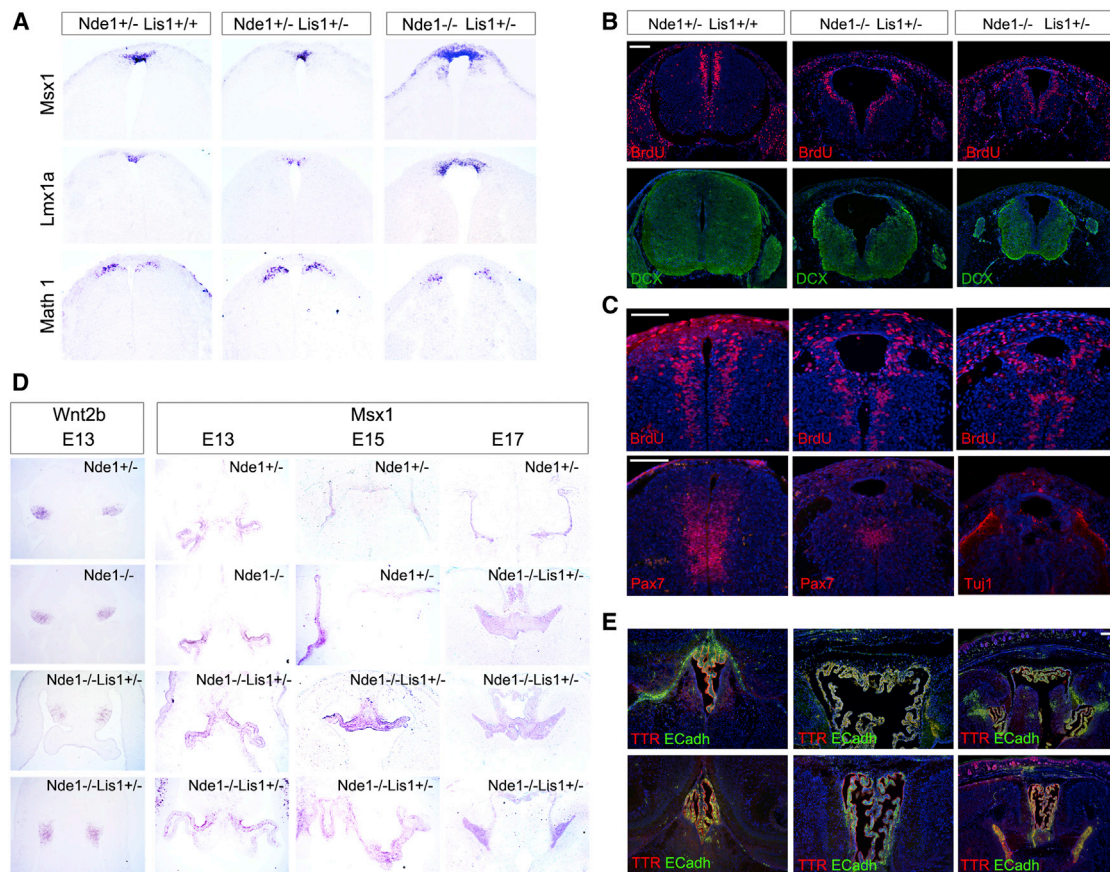 A
Nde1+/- Lis1+/+
Nde1+/- Lis1+/-
Nde1-/- Lis1+/-
Msx1
Lmx1a
Math 1
B
Nde1+/- Lis1+/+
Nde1-/- Lis1+/-
Nde1-/- Lis1+/-
BrdU
BrdU
BrdU
DCX
DCX
DCX
C
BrdU
BrdU
BrdU
Pax7
Pax7
Tuj1
D
Wnt2b
Msx1
E13
E13
E15
E17
Nde1+/-
Nde1+/-
Nde1+/-
Nde1+/-
Nde1-/-
Nde1-/-
Pax1+/-
Nde1-/-Lis1+/-
Nde1-/-Lis1+/-
Nde1-/-Lis1+/-
Nde1-/-Lis1+/-
Nde1-/-Lis1+/-
Nde1-/-Lis1+/-
Nde1-/-Lis1+/-
Nde1-/-Lis1+/-
Nde1-/-Lis1+/-
E
TTR ECadh
TTR ECadh
TTR ECadh
TTR ECadh
TTR ECadh
TTR ECadh